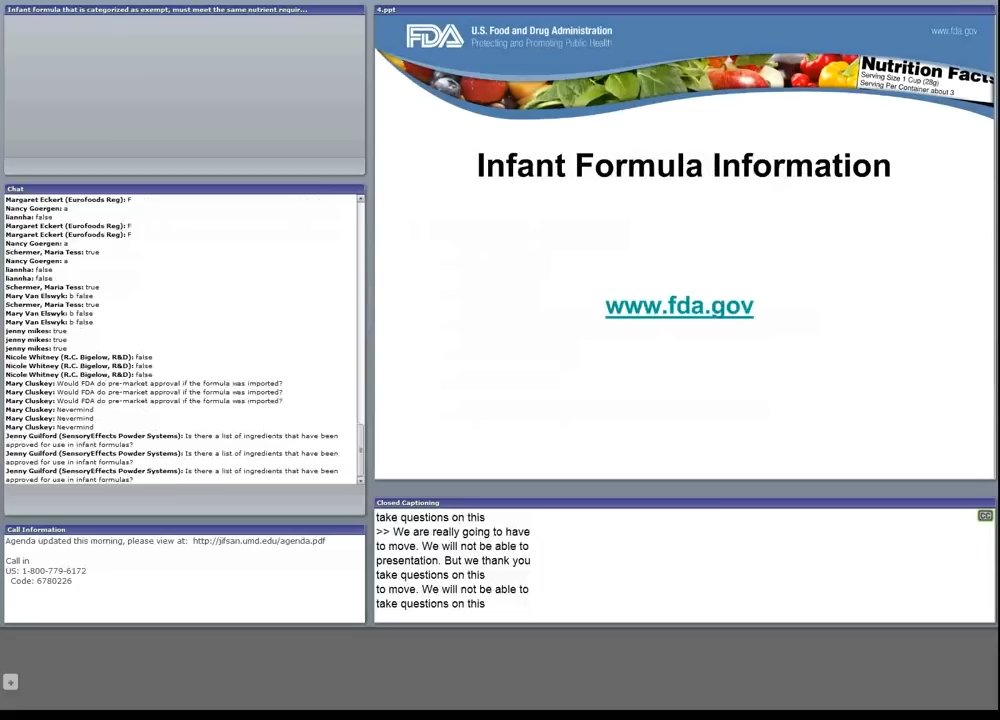 Infant formula that is categorized as exempt, must meet the same nutrient requir...
Chat
Margaret Eckert (Eurofoods Reg): F
Nancy Goergen: a
liannha: false
Margaret Eckert (Eurofoods Reg): F
Margaret Eckert (Eurofoods Reg): F
Nancy Goergen: a
Schermer, Maria Tess: true
Nancy Goergen: a
liannha: false
liannha: false
Schermer, Maria Tess: true
Mary Van Elswyk: b false
Schermer, Maria Tess: true
Mary Van Elswyk: b false
Mary Van Elswyk: b false
jenny mikes: true
jenny mikes: true
jenny mikes: true
Nicole Whitney (R.C. Bigelow, R&D): false
Nicole Whitney (R.C. Bigelow, R&D): false
Nicole Whitney (R.C. Bigelow, R&D): false
Mary Cluskey: Would FDA do pre-market approval if the formula was imported?
Mary Cluskey: Would FDA do pre-market approval if the formula was imported?
Mary Cluskey: Would FDA do pre-market approval if the formula was imported?
Mary Cluskey: Nevermind
Mary Cluskey: Nevermind
Mary Cluskey: Nevermind
Jenny Guilford (SensoryEffects Powder Systems): Is there a list of ingredients that have been
approved for use in infant formulas?
Jenny Guilford (SensoryEffects Powder Systems): Is there a list of ingredients that have been
approved for use in infant formulas?
Jenny Guilford (SensoryEffects Powder Systems): Is there a list of ingredients that have been
approved for use in infant formulas?
Call Information
Agenda updated this morning, please view at: http://jifsan.umd.edu/agenda.pdf
Call in
US: 1-800-779-6172
Code: 6780226
4.ppt
FDA U.S. Food and Drug Administration
Protecting and Promoting Public Health
www.fda.gov
Nutrition Facts
Serving Size 1 Cup (28g)
Serving Per Container about 3
Infant Formula Information
www.fda.gov
Closed Captioning
CC
take questions on this
>> We are really going to have
to move. We will not be able to
presentation. But we thank you
take questions on this
to move. We will not be able to
take questions on this